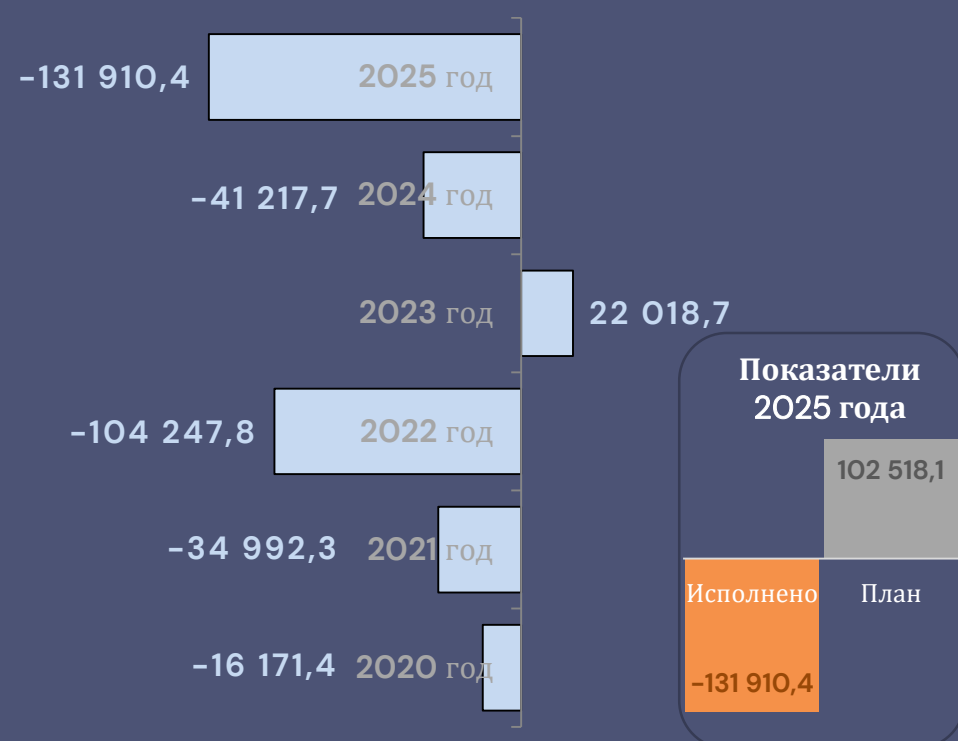 -131 910,4 2025 год
-41 217,7 2024 год
2023 год 22 018,7
-104 247,8 2022 год
-34 992,3 2021 год
-16 171,4 2020 год
Показатели
2025 года
102 518,1
Исполнено План
-131 910,4